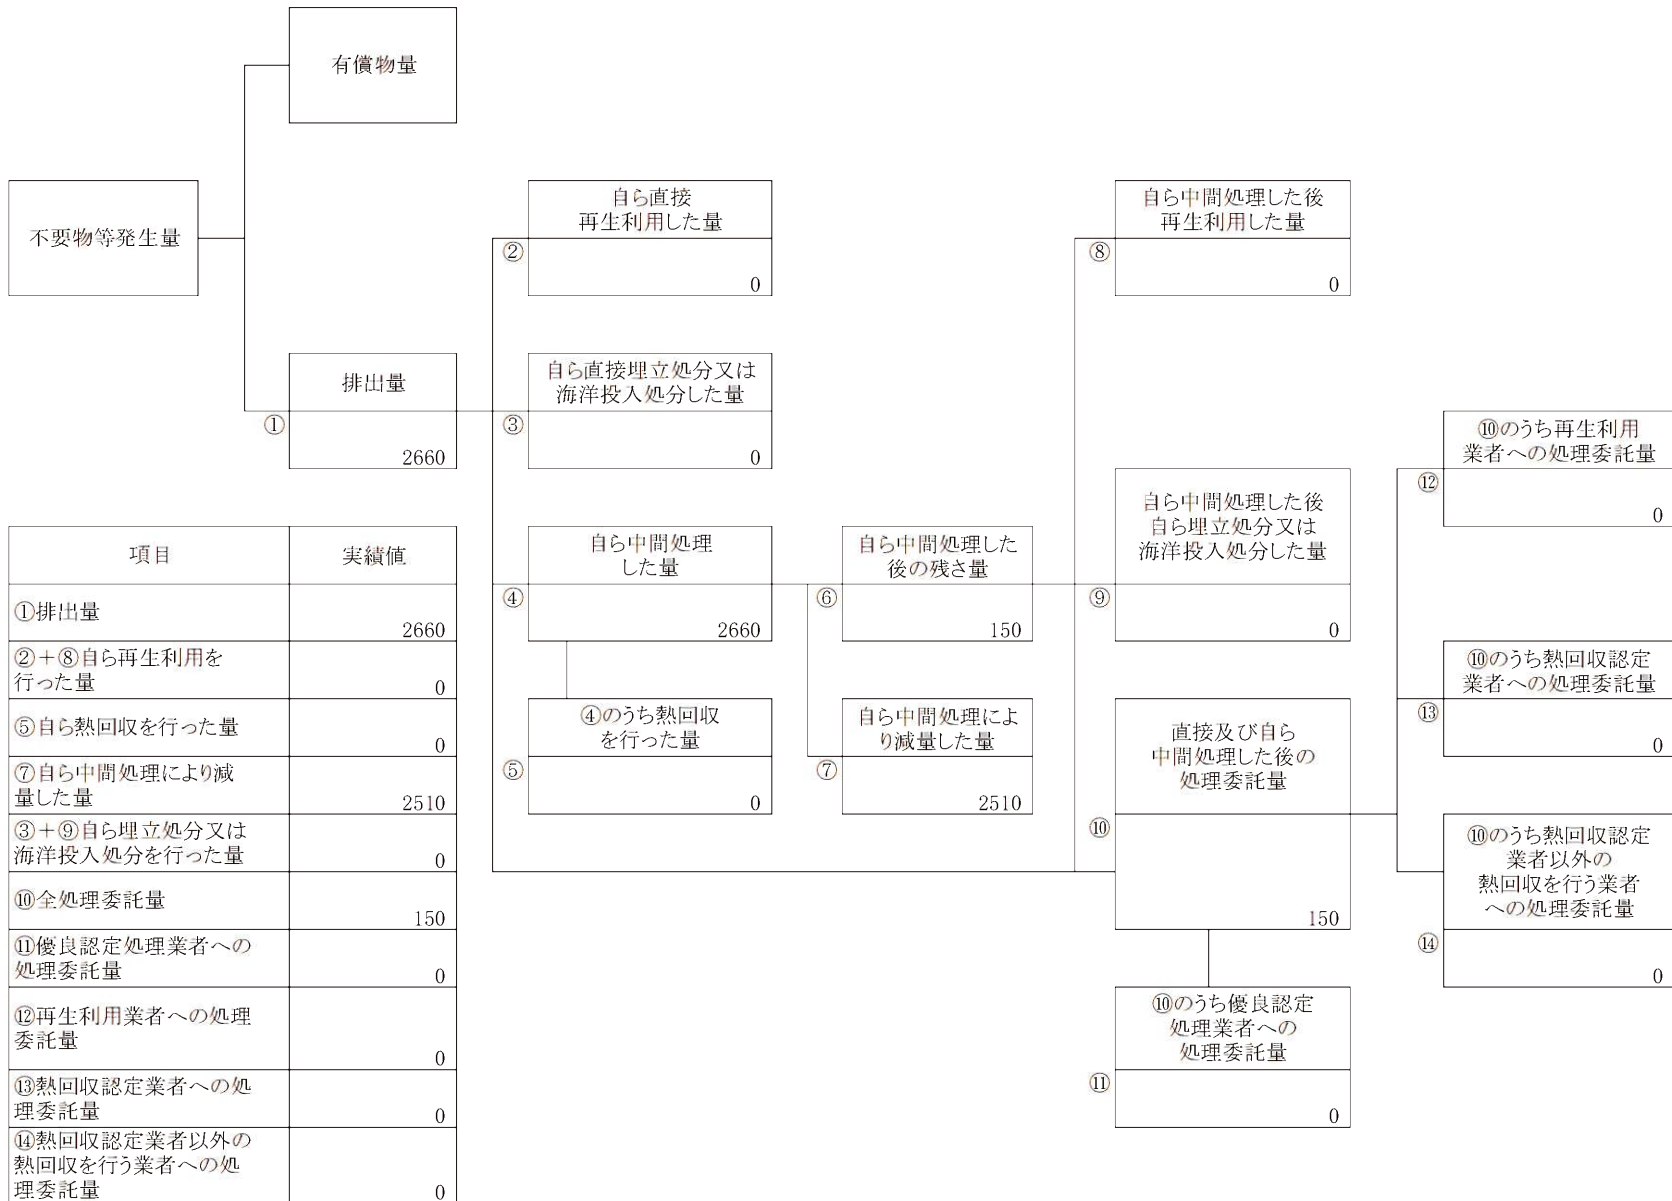 有償物量
不要物等発生量
自ら直接
再生利用した量
②
0
自ら中間処理した後
再生利用した量
⑧
0
排出量
①
2660
自ら直接埋立処分又は
海洋投入処分した量
③
0
自ら中間処理
した量
④
2660
自ら中間処理した
後の残さ量
⑥
150
自ら中間処理した後
自ら埋立処分又は
海洋投入処分した量
⑨
0
⑩のうち再生利用
業者への処理委託量
⑫
0
④のうち熱回収
を行った量
⑤
0
自ら中間処理によ
り減量した量
⑦
2510
直接及び自ら
中間処理した後の
処理委託量
⑩
150
⑩のうち熱回収認定
業者への処理委託量
⑬
0
⑩のうち熱回収認定
業者以外の
熱回収を行う業者
への処理委託量
⑭
0
⑩のうち優良認定
処理業者への
処理委託量
⑪
0
項目 実績値
①排出量
2660
②+⑧自ら再生利用を
行った量
0
⑤自ら熱回収を行った量
0
⑦自ら中間処理により減
量した量
2510
③+⑨自ら埋立処分又は
海洋投入処分を行った量
0
⑩全処理委託量
150
⑪優良認定処理業者への
処理委託量
0
⑫再生利用業者への処理
委託量
0
⑬熱回収認定業者への処
理委託量
0
⑭熱回収認定業者以外の
熱回収を行う業者への処
理委託量
0